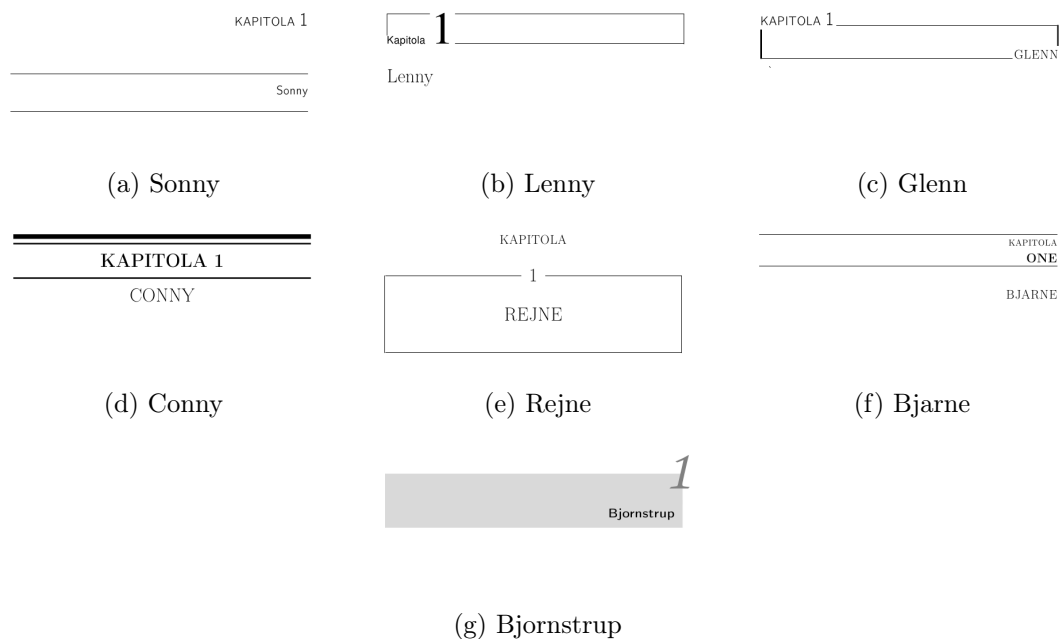 KAPITOLA 1
Sonny
(a) Sonny
Kapitola 1
Lenny
(b) Lenny
KAPITOLA 1
GLENN
(c) Glenn
KAPITOLA 1
CONNY
(d) Conny
KAPITOLA
1
REJNE
(e) Rejne
KAPITOLA
ONE
BJARNE
(f) Bjarne
1
Bjornstrup
(g) Bjornstrup